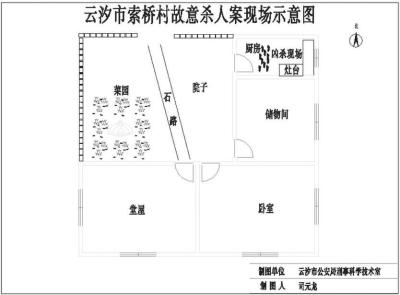 云汐市索桥村故意杀人案现场示意图
北
厨房
凶杀现场
灶台
菜园
院子
石路
储物间
堂屋
卧室
制图单位 云汐市公安局刑事科学技术室
制图人 司元龙